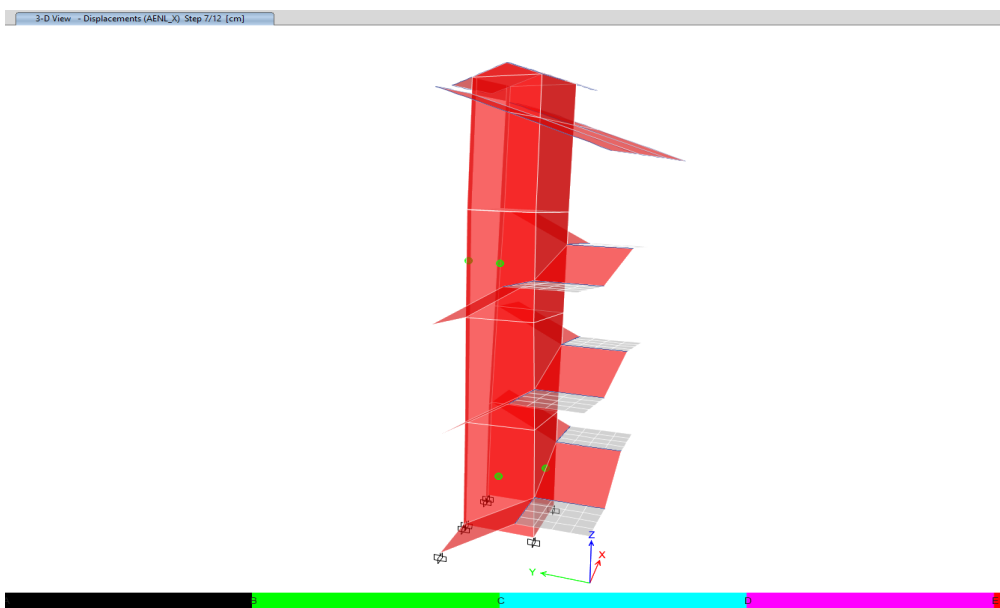 3-D View - Displacements (AENL_X) Step 7/12 [cm]
Z
X
Y
B C D E